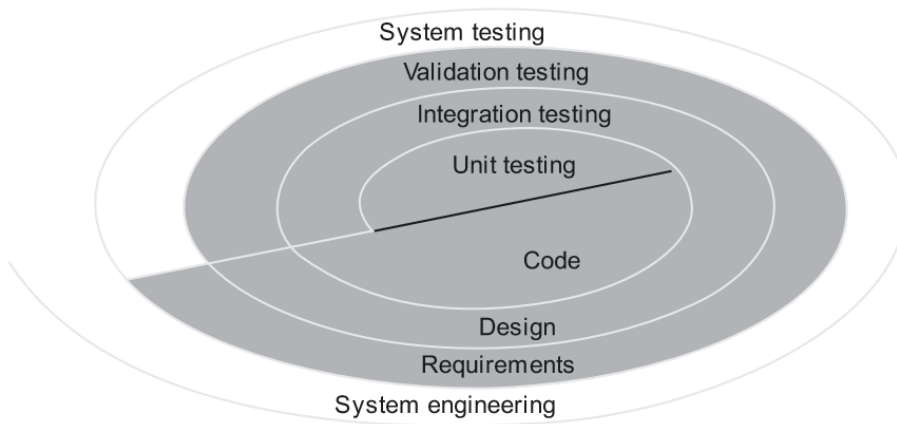 System testing
Validation testing
Integration testing
Unit testing
Code
Design
Requirements
System engineering